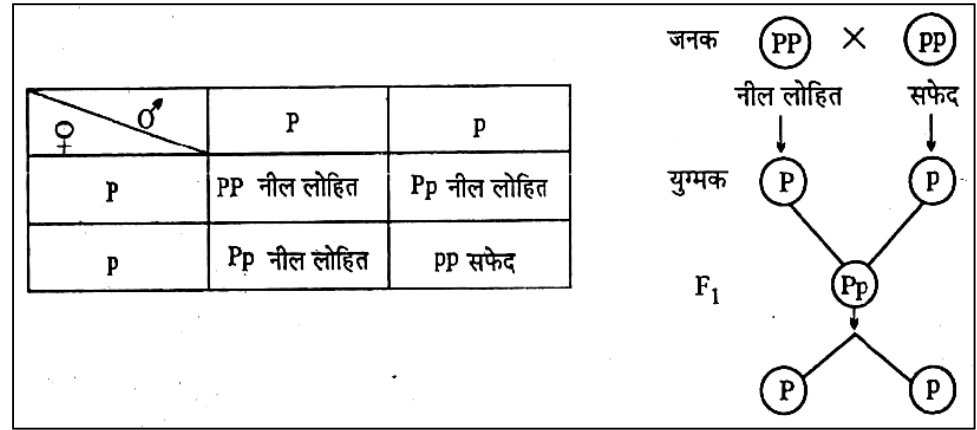 ♀ ♂ P p
P PP नील लोहित Pp नील लोहित
p Pp नील लोहित pp सफेद
जनक PP × pp
नील लोहित सफेद
युग्मक P p
F₁ Pp
P p